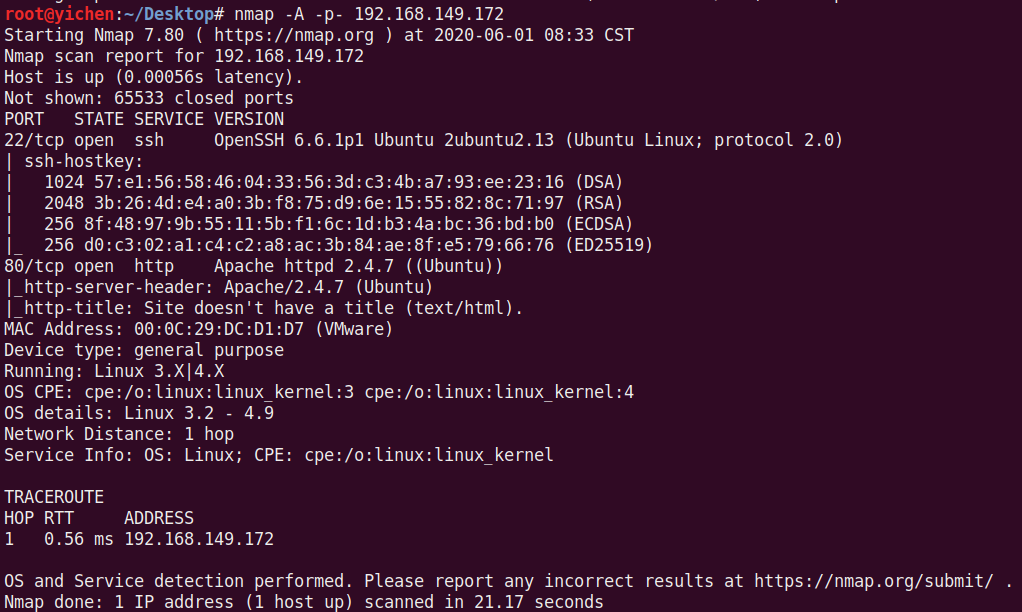 root@yichen:~/Desktop# nmap -A -p- 192.168.149.172
Starting Nmap 7.80 ( https://nmap.org ) at 2020-06-01 08:33 CST
Nmap scan report for 192.168.149.172
Host is up (0.00056s latency).
Not shown: 65533 closed ports
PORT   STATE SERVICE VERSION
22/tcp open  ssh     OpenSSH 6.6.1p1 Ubuntu 2ubuntu2.13 (Ubuntu Linux; protocol 2.0)
| ssh-hostkey:
|   1024 57:e1:56:58:46:04:33:56:3d:c3:4b:a7:93:ee:23:16 (DSA)
|   2048 3b:26:4d:e4:a0:3b:f8:75:d9:6e:15:55:82:8c:71:97 (RSA)
|   256 8f:48:97:9b:55:11:5b:f1:6c:1d:b3:4a:bc:36:bd:b0 (ECDSA)
|_  256 d0:c3:02:a1:c4:c2:a8:ac:3b:84:ae:8f:e5:79:66:76 (ED25519)
80/tcp open  http    Apache httpd 2.4.7 ((Ubuntu))
|_http-server-header: Apache/2.4.7 (Ubuntu)
|_http-title: Site doesn't have a title (text/html).
MAC Address: 00:0C:29:DC:D1:D7 (VMware)
Device type: general purpose
Running: Linux 3.X|4.X
OS CPE: cpe:/o:linux:linux_kernel:3 cpe:/o:linux:linux_kernel:4
OS details: Linux 3.2 - 4.9
Network Distance: 1 hop
Service Info: OS: Linux; CPE: cpe:/o:linux:linux_kernel

TRACEROUTE
HOP RTT     ADDRESS
1   0.56 ms 192.168.149.172

OS and Service detection performed. Please report any incorrect results at https://nmap.org/submit/ .
Nmap done: 1 IP address (1 host up) scanned in 21.17 seconds